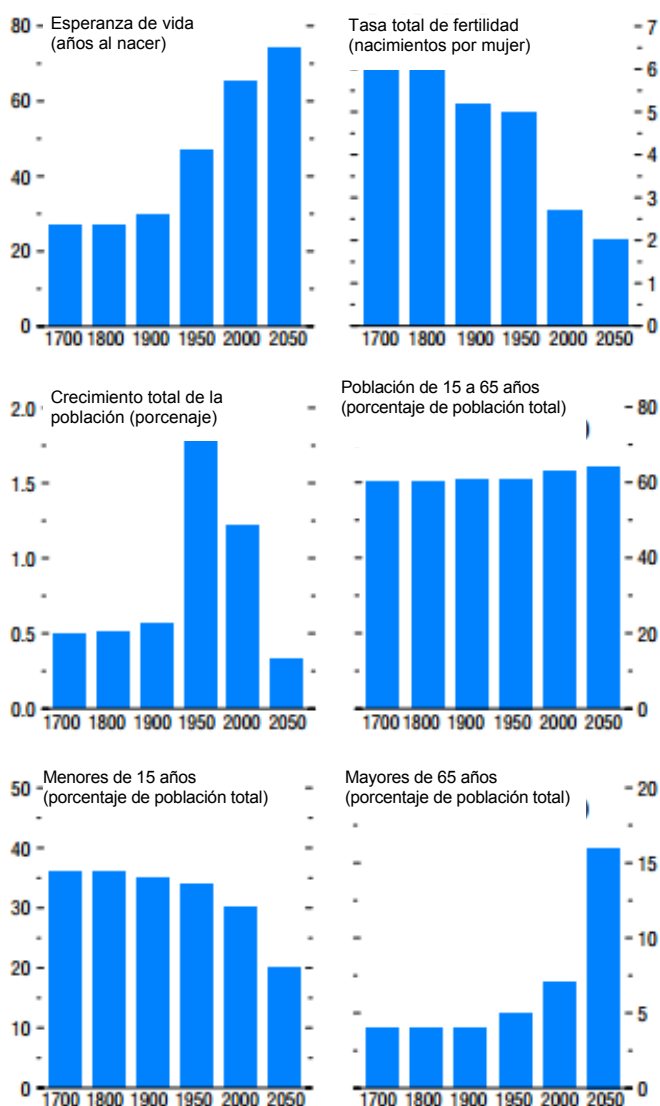 Esperanza de vida
(años al nacer)
80
60
40
20
0
1700 1800 1900 1950 2000 2050
Tasa total de fertilidad
(nacimientos por mujer)
7
6
5
4
3
2
1
0
1700 1800 1900 1950 2000 2050
Crecimiento total de la
población (porcenaje)
2.0
1.5
1.0
0.5
0.0
1700 1800 1900 1950 2000 2050
Población de 15 a 65 años
(porcentaje de población total)
)
80
60
40
20
0
1700 1800 1900 1950 2000 2050
Menores de 15 años
(porcentaje de población total)
50
40
30
20
10
0
1700 1800 1900 1950 2000 2050
Mayores de 65 años
(porcentaje de población total)
)
20
15
10
5
0
1700 1800 1900 1950 2000 2050